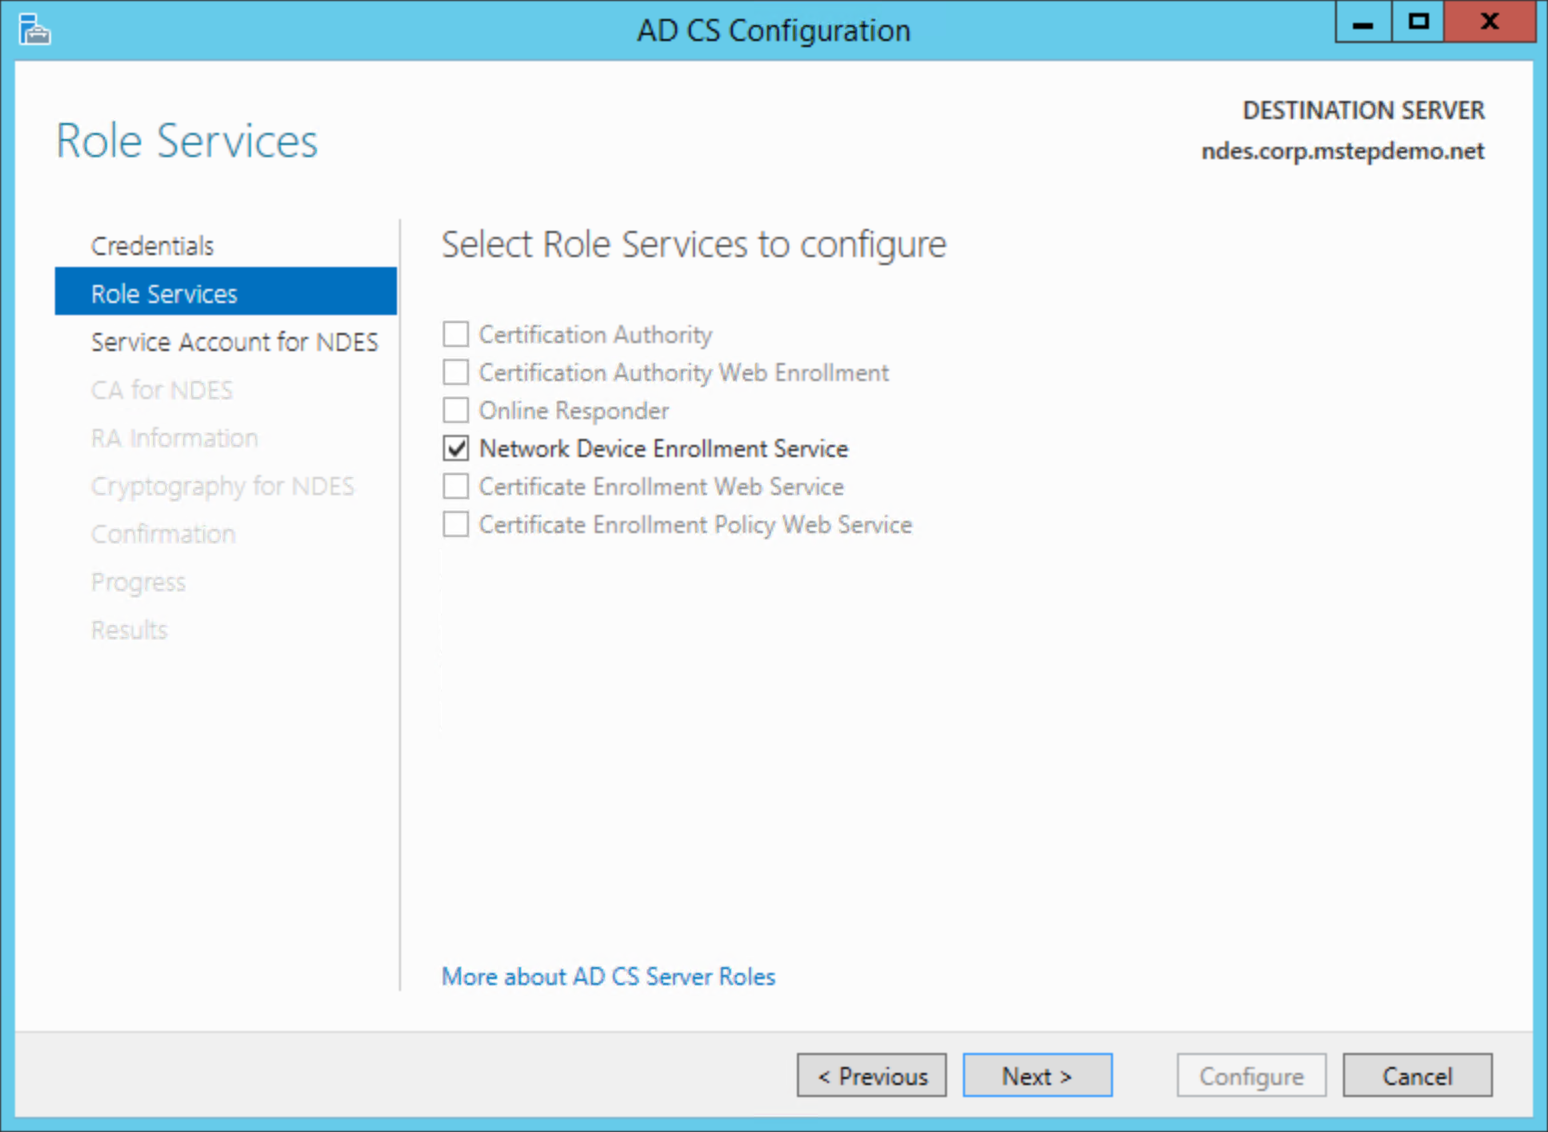 AD CS Configuration
x
Role Services
DESTINATION SERVER
ndes.corp.mstepdemo.net
Credentials
Role Services
Service Account for NDES
CA for NDES
RA Information
Cryptography for NDES
Confirmation
Progress
Results
Select Role Services to configure
Certification Authority
Certification Authority Web Enrollment
Online Responder
Network Device Enrollment Service
Certificate Enrollment Web Service
Certificate Enrollment Policy Web Service
More about AD CS Server Roles
< Previous
Next >
Configure
Cancel